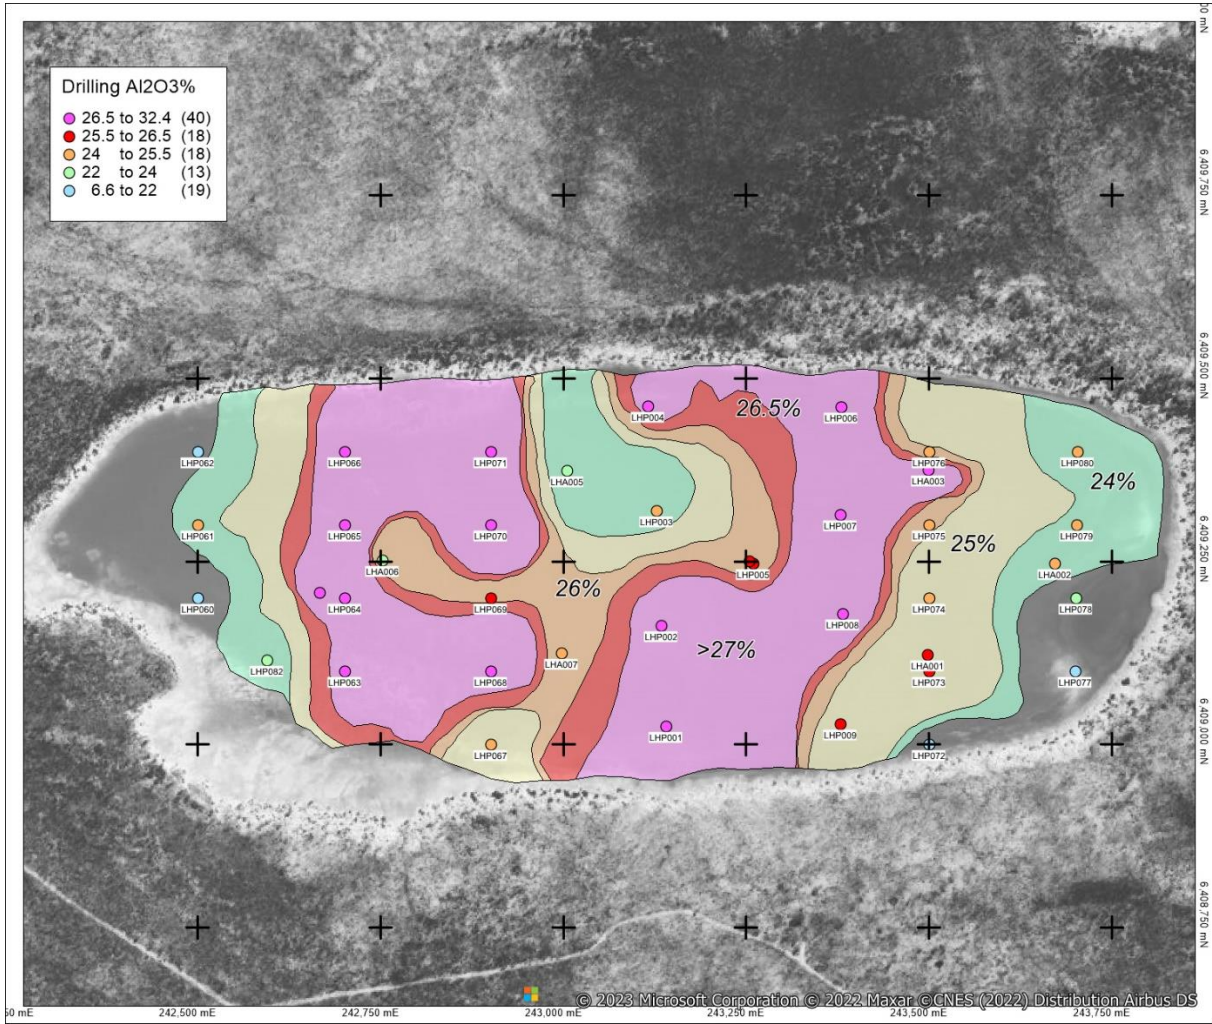 00 mN
Drilling Al2O3%
26.5 to 32.4 (40)
25.5 to 26.5 (18)
24 to 25.5 (18)
22 to 24 (13)
6.6 to 22 (19)
6,409,750 mN
6,409,500 mN
LHP004
26.5%
LHP006
LHP062
LHP066
LHP071
LHA005
LHP076
LHA003
LHP080
24%
LHP003
LHP061
LHP065
LHP070
LHP007
LHP075
LHP079
25%
6,409,250 mN
LHA006
LHP005
LHA002
26%
LHP060
LHP064
LHP069
LHP074
LHP078
LHP002
LHP008
>27%
LHP082
LHP063
LHP068
LHA007
LHA001
LHP073
LHP077
LHP001
LHP009
LHP067
LHP072
6,409,000 mN
6,408,750 mN
© 2023 Microsoft Corporation © 2022 Maxar ©CNES (2022) Distribution Airbus DS
50 mE
242,500 mE
242,750 mE
243,000 mE
243,250 mE
243,500 mE
243,750 mE